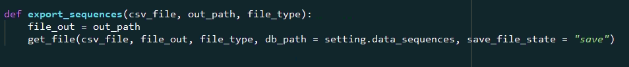 def export_sequences(csv_file, out_path, file_type):
    file_out = out_path
    get_file(csv_file, file_out, file_type, db_path = setting.data_sequences, save_file_state = "save")